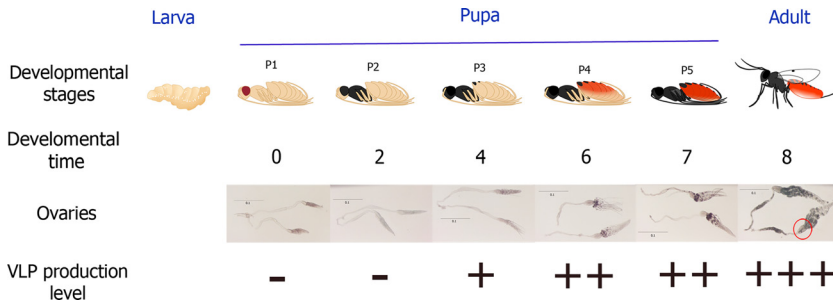 Larva Pupa Adult
P1 P2 P3 P4 P5
Developmental
stages
Develomental
time
0 2 4 6 7 8
Ovaries
VLP production
level
- - + ++ ++ +++